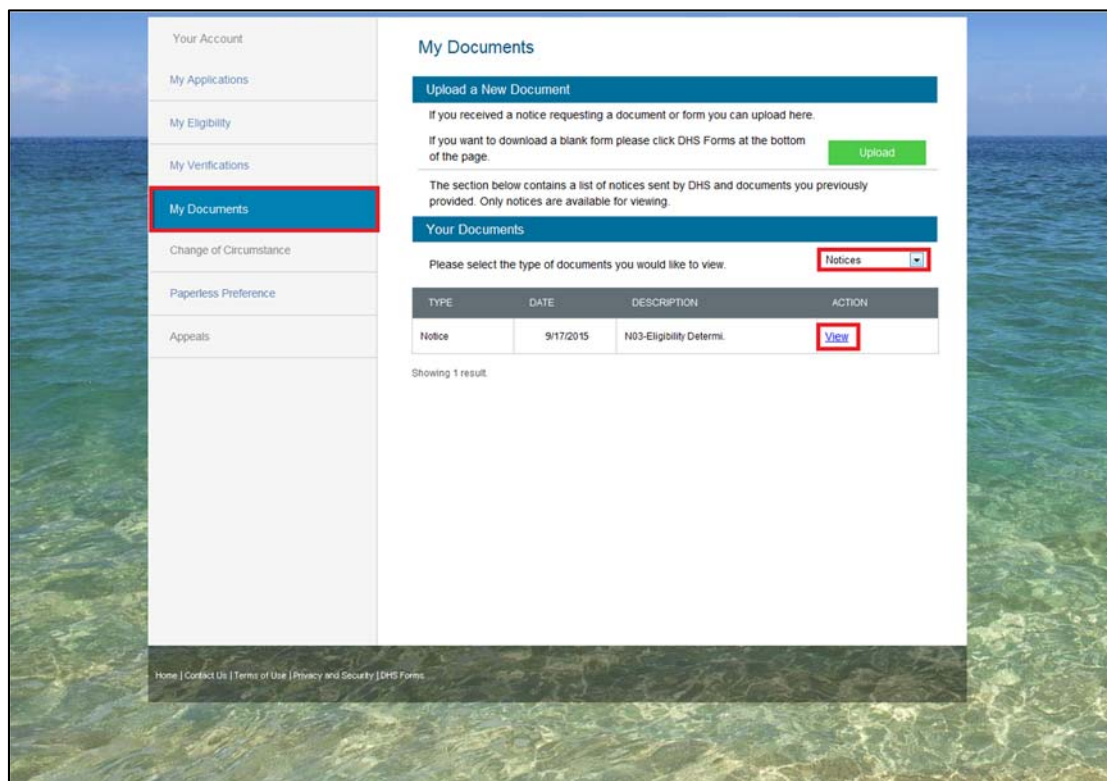 Your Account
My Applications
My Eligibility
My Verifications
My Documents
Change of Circumstance
Paperless Preference
Appeals
My Documents
Upload a New Document
If you received a notice requesting a document or form you can upload here.
If you want to download a blank form please click DHS Forms at the bottom
of the page.
Upload
The section below contains a list of notices sent by DHS and documents you previously
provided. Only notices are available for viewing.
Your Documents
Please select the type of documents you would like to view.
Notices
TYPE DATE DESCRIPTION ACTION
Notice 9/17/2015 N03-Eligibility Determi. View
Showing 1 result.
Home | Contact Us | Terms of Use | Privacy and Security | DHS Forms